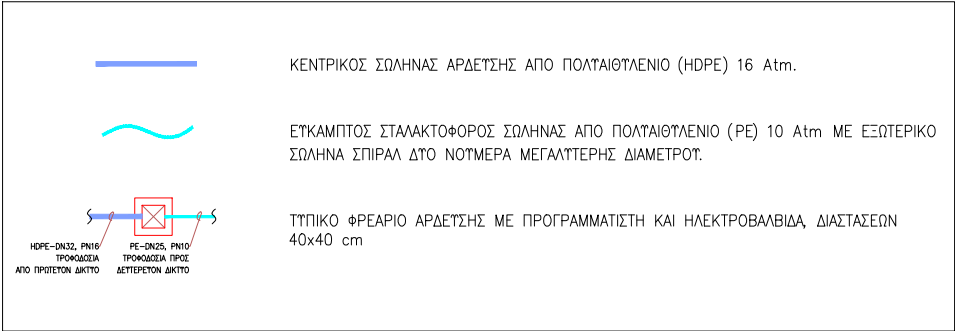 ΚΕΝΤΡΙΚΟΣ ΣΩΛΗΝΑΣ ΑΡΔΕΥΣΗΣ ΑΠΟ ΠΟΛΥΑΙΘΥΛΕΝΙΟ (HDPE) 16 Atm.
ΕΥΚΑΜΠΤΟΣ ΣΤΑΛΑΚΤΟΦΟΡΟΣ ΣΩΛΗΝΑΣ ΑΠΟ ΠΟΛΥΑΙΘΥΛΕΝΙΟ (PE) 10 Atm ΜΕ ΕΞΩΤΕΡΙΚΟ
ΣΩΛΗΝΑ ΣΠΙΡΑΛ ΔΥΟ ΝΟΥΜΕΡΑ ΜΕΓΑΛΥΤΕΡΗΣ ΔΙΑΜΕΤΡΟΥ.
ΤΥΠΙΚΟ ΦΡΕΑΡΙΟ ΑΡΔΕΥΣΗΣ ΜΕ ΠΡΟΓΡΑΜΜΑΤΙΣΤΗ ΚΑΙ ΗΛΕΚΤΡΟΒΑΛΒΙΔΑ, ΔΙΑΣΤΑΣΕΩΝ
40x40 cm
HDPE-DN32, PN16
ΤΡΟΦΟΔΟΣΙΑ
ΑΠΟ ΠΡΩΤΕΥΟΝ ΔΙΚΤΥΟ
PE-DN25, PN10
ΤΡΟΦΟΔΟΣΙΑ ΠΡΟΣ
ΔΕΥΤΕΡΕΥΟΝ ΔΙΚΤΥΟ